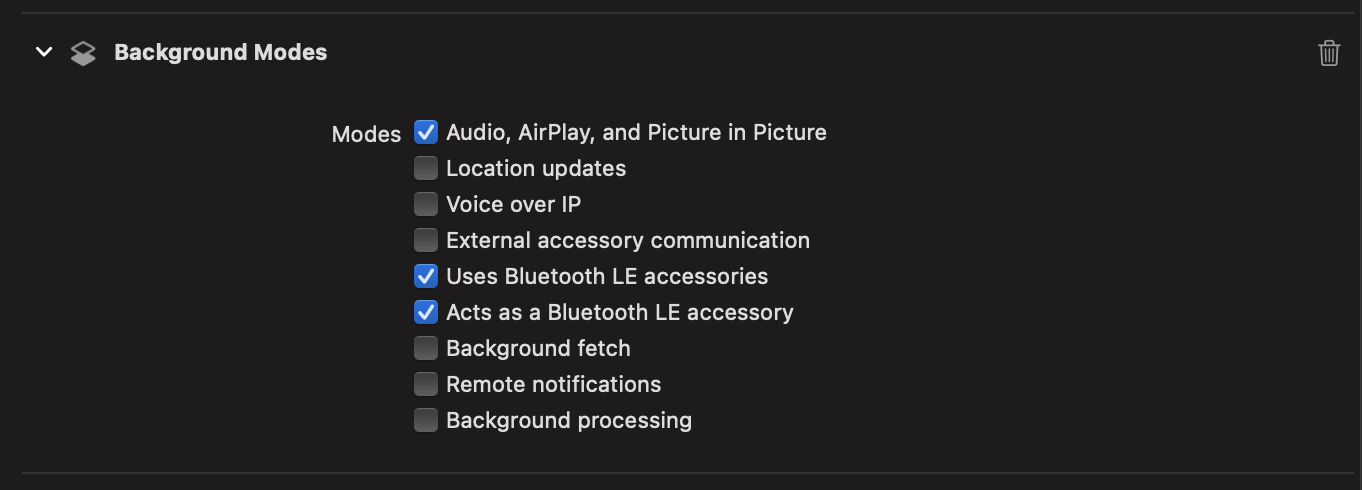 Background Modes
Modes Audio, AirPlay, and Picture in Picture
Location updates
Voice over IP
External accessory communication
Uses Bluetooth LE accessories
Acts as a Bluetooth LE accessory
Background fetch
Remote notifications
Background processing